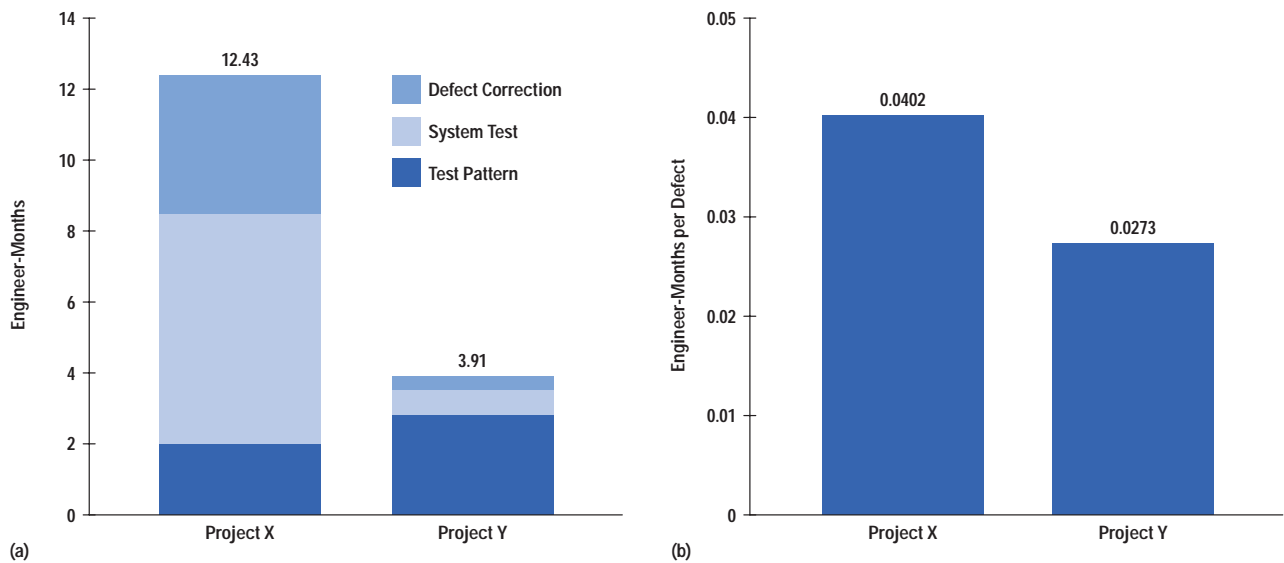 Engineer-Months
14
12
10
8
6
4
2
0
12.43
3.91
Defect Correction
System Test
Test Pattern
Project X
Project Y
(a)
Engineer-Months per Defect
0.05
0.04
0.03
0.02
0.01
0
0.0402
0.0273
Project X
Project Y
(b)